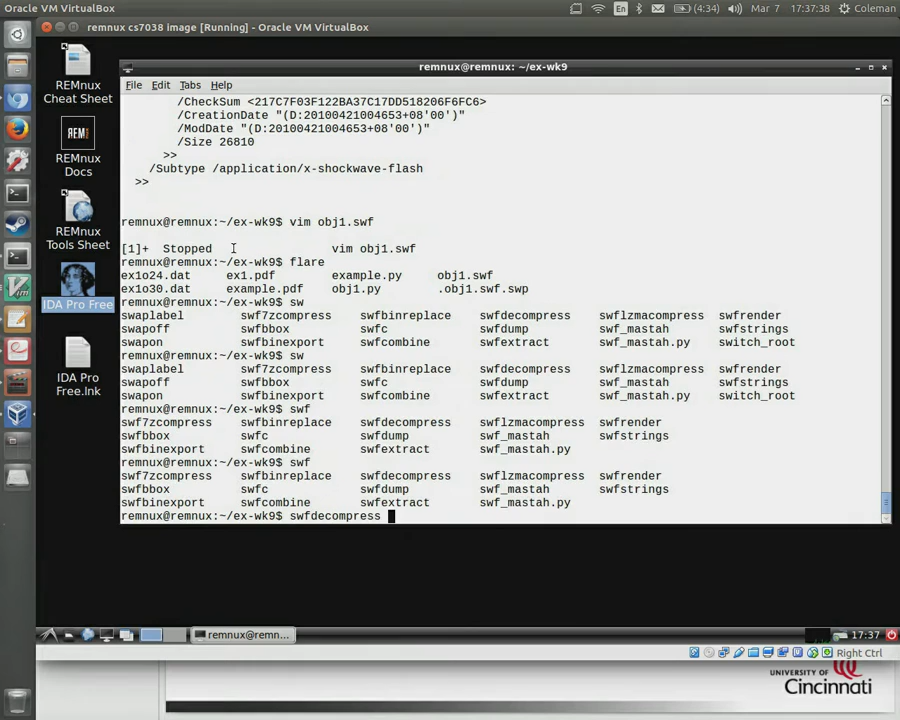 Oracle VM VirtualBox
En
(4:34)
Mar 7
17:37:38
Coleman
remnux cs7038 image [Running] - Oracle VM VirtualBox
REMnux
Cheat Sheet
REM
REMnux
Docs
REMnux
Tools Sheet
IDA Pro Free
IDA Pro
Free.lnk
remnux@remnux: ~/ex-wk9
File Edit Tabs Help
/CheckSum <217C7F03F122BA37C17DD518206F6FC6>
/CreationDate "(D:20100421004653+08'00')"
/ModDate "(D:20100421004653+08'00')"
/Size 26810
>>
/Subtype /application/x-shockwave-flash
>>
remnux@remnux:~/ex-wk9$ vim obj1.swf
[1]+  Stopped                 vim obj1.swf
remnux@remnux:~/ex-wk9$ flare
ex1o24.dat     ex1.pdf        example.py     obj1.swf
ex1o30.dat     example.pdf    obj1.py        .obj1.swf.swp
remnux@remnux:~/ex-wk9$ sw
swaplabel        swf7zcompress    swfbinreplace    swfdecompress    swflzmacompress  swfrender
swapoff          swfbbox          swfc             swfdump          swf_mastah       swfstrings
swapon           swfbinexport     swfcombine       swfextract       swf_mastah.py    switch_root
remnux@remnux:~/ex-wk9$ sw
swaplabel        swf7zcompress    swfbinreplace    swfdecompress    swflzmacompress  swfrender
swapoff          swfbbox          swfc             swfdump          swf_mastah       swfstrings
swapon           swfbinexport     swfcombine       swfextract       swf_mastah.py    switch_root
remnux@remnux:~/ex-wk9$ swf
swf7zcompress    swfbinreplace    swfdecompress    swflzmacompress  swfrender
swfbbox          swfc             swfdump          swf_mastah       swfstrings
swfbinexport     swfcombine       swfextract       swf_mastah.py
remnux@remnux:~/ex-wk9$ swf
swf7zcompress    swfbinreplace    swfdecompress    swflzmacompress  swfrender
swfbbox          swfc             swfdump          swf_mastah       swfstrings
swfbinexport     swfcombine       swfextract       swf_mastah.py
remnux@remnux:~/ex-wk9$ swfdecompress
remnux@remn...
17:37
Right Ctrl
UNIVERSITY OF
Cincinnati